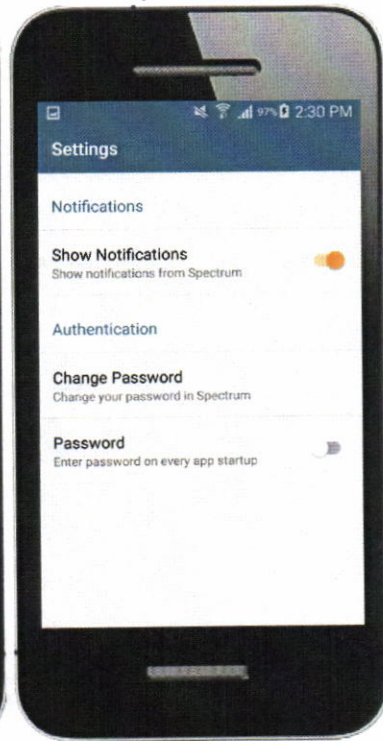 97% 2:30 PM
Settings
Notifications
Show Notifications
Show notifications from Spectrum
Authentication
Change Password
Change your password in Spectrum
Password
Enter password on every app startup